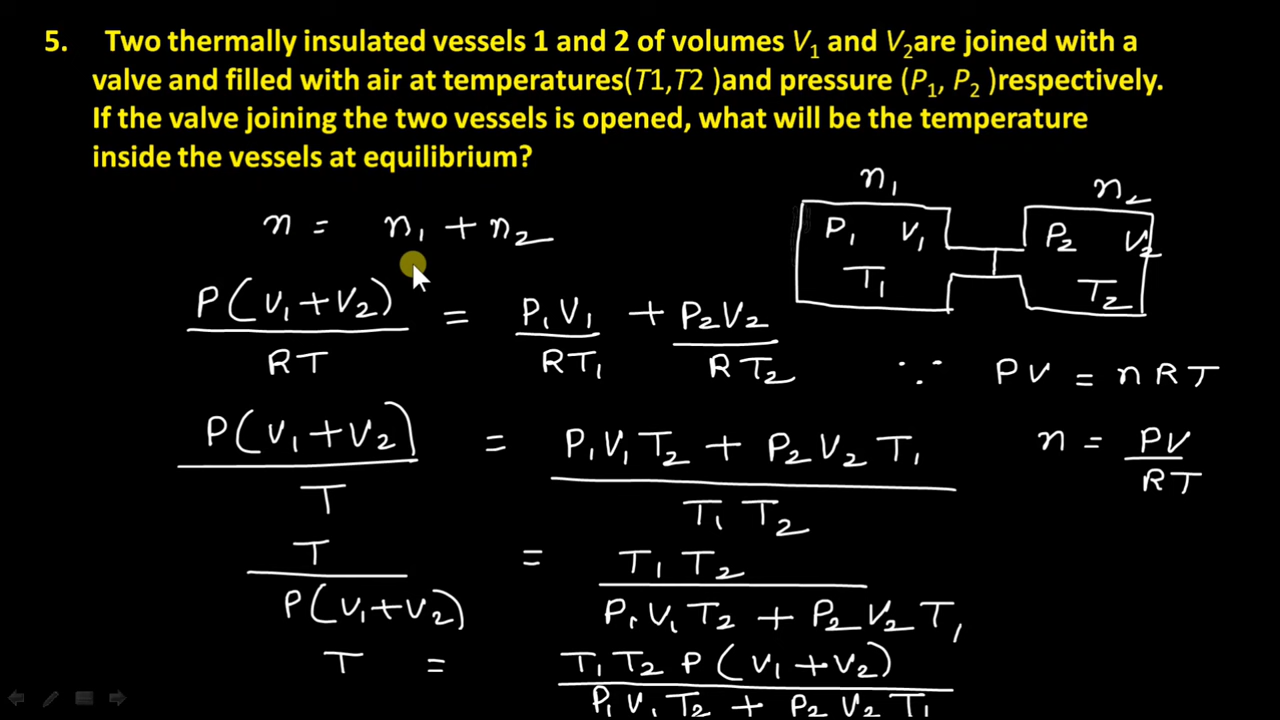 5. Two thermally insulated vessels 1 and 2 of volumes V₁ and V₂are joined with a
valve and filled with air at temperatures(T1,T2 )and pressure (P₁, P₂ )respectively.
If the valve joining the two vessels is opened, what will be the temperature
inside the vessels at equilibrium?
n₁ n₂
n = n₁ + n₂
P₁ V₁ P₂ V₂
T₁ T₂
P(V₁+V₂)/RT = P₁V₁/RT₁ + P₂V₂/RT₂
∵ PV = nRT
P(V₁+V₂)/T = P₁V₁T₂ + P₂V₂T₁/T₁T₂
n = PV/RT
T/P(V₁+V₂) = T₁T₂/P₁V₁T₂ + P₂V₂T₁
T = T₁T₂P(V₁+V₂)/P₁V₁T₂ + P₂V₂T₁